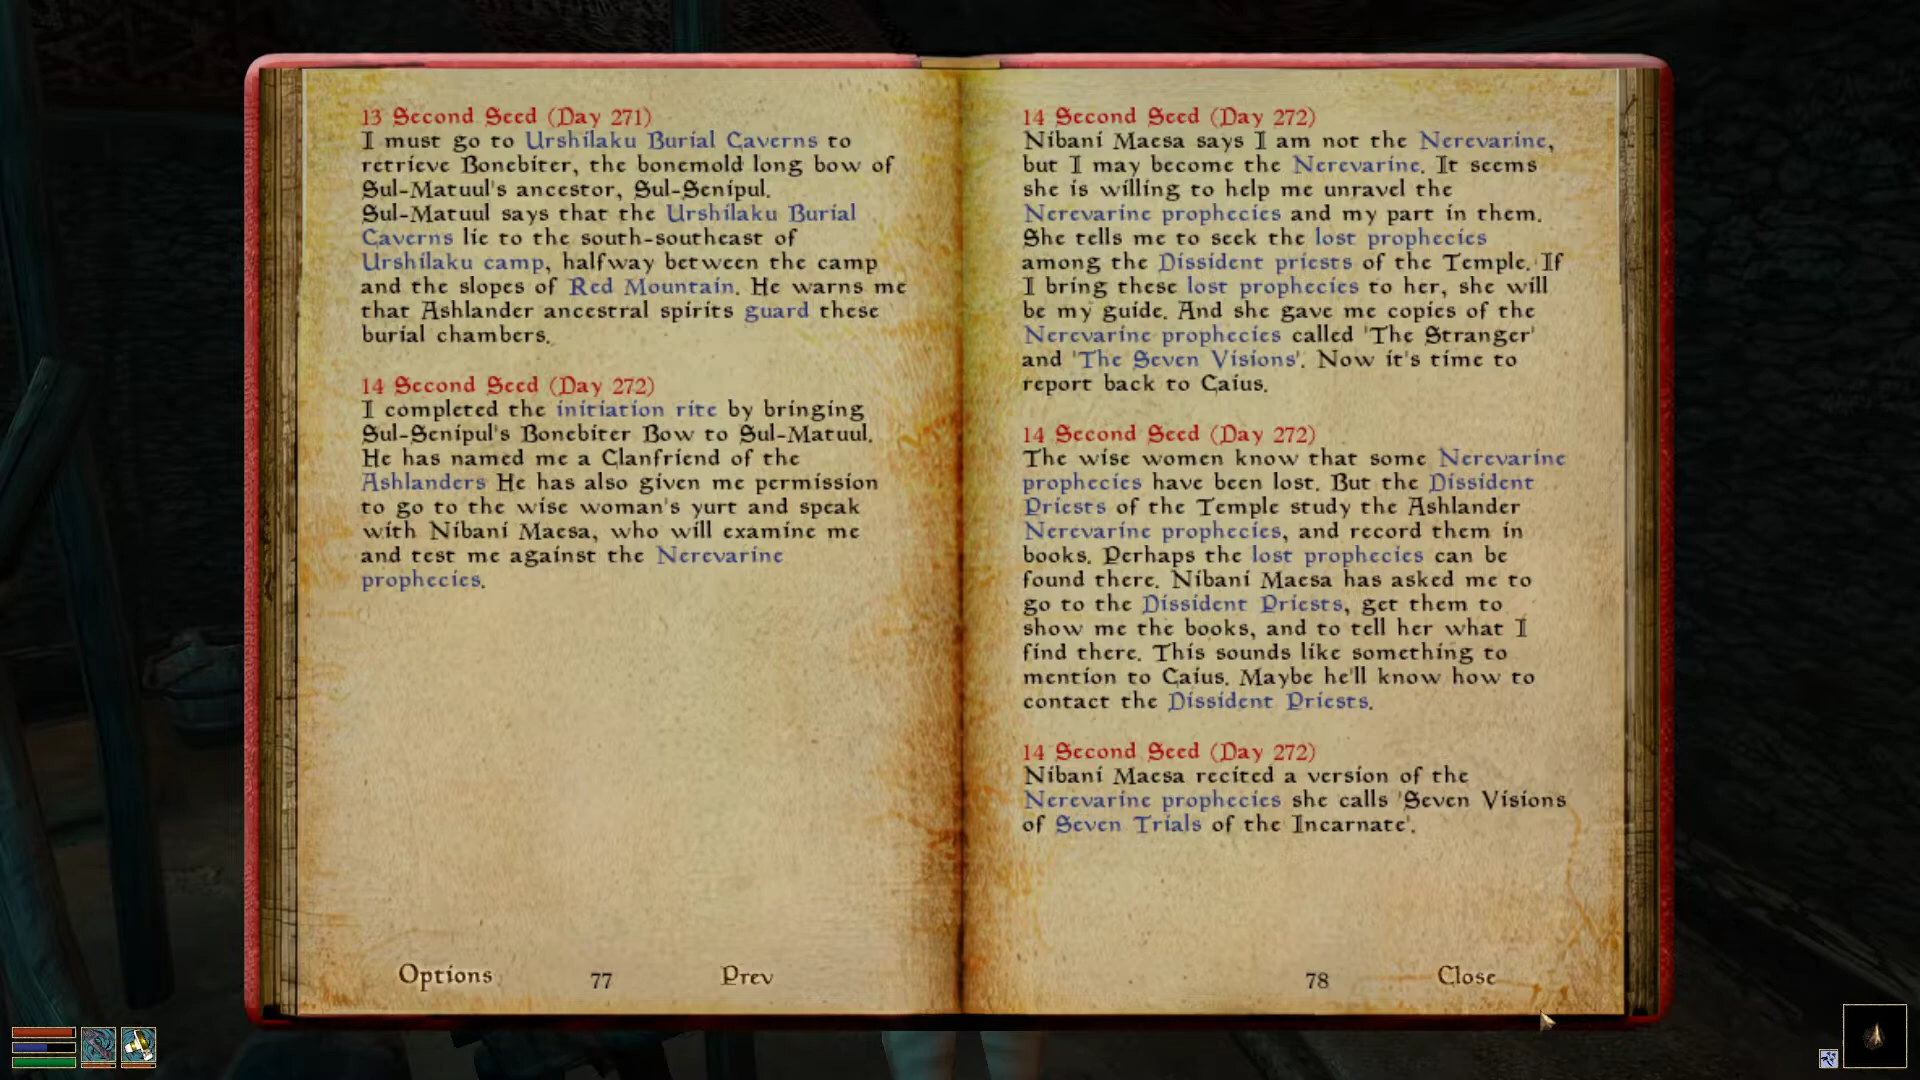 13 Second Seed (Day 271)
I must go to Urshilaku Burial Caverns to
retrieve Bonebiter, the bonemold long bow of
Sul-Matuul's ancestor, Sul-Senipul.
Sul-Matuul says that the Urshilaku Burial
Caverns lie to the south-southeast of
Urshilaku camp, halfway between the camp
and the slopes of Red Mountain. He warns me
that Ashlander ancestral spirits guard these
burial chambers.
14 Second Seed (Day 272)
I completed the initiation rite by bringing
Sul-Senipul's Bonebiter Bow to Sul-Matuul.
He has named me a Clanfriend of the
Ashlanders He has also given me permission
to go to the wise woman's yurt and speak
with Nibani Maesa, who will examine me
and test me against the Nerevarine
prophecies.
Options
77
Prev
14 Second Seed (Day 272)
Nibani Maesa says I am not the Nerevarine,
but I may become the Nerevarine. It seems
she is willing to help me unravel the
Nerevarine prophecies and my part in them.
She tells me to seek the lost prophecies
among the Dissident priests of the Temple. If
I bring these lost prophecies to her, she will
be my guide. And she gave me copies of the
Nerevarine prophecies called 'The Stranger'
and 'The Seven Visions'. Now it's time to
report back to Caius.
14 Second Seed (Day 272)
The wise women know that some Nerevarine
prophecies have been lost. But the Dissident
Priests of the Temple study the Ashlander
Nerevarine prophecies, and record them in
books. Perhaps the lost prophecies can be
found there. Nibani Maesa has asked me to
go to the Dissident Priests, get them to
show me the books, and to tell her what I
find there. This sounds like something to
mention to Caius. Maybe he'll know how to
contact the Dissident Priests.
14 Second Seed (Day 272)
Nibani Maesa recited a version of the
Nerevarine prophecies she calls 'Seven Visions
of Seven Trials of the Incarnate'.
78
Close